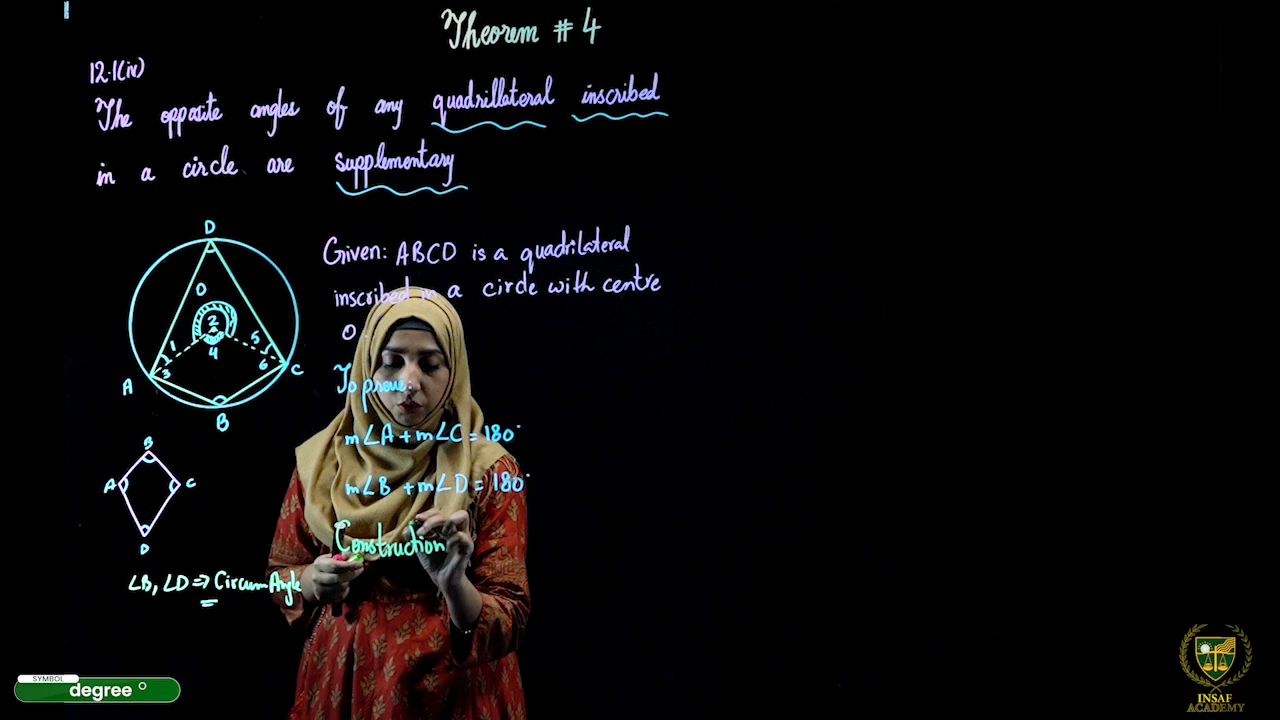 Theorem # 4
12.1(iv)
The opposite angles of any quadrillateral inscribed
in a circle are supplementary
Given: ABCD is a quadrilateral
inscribed in a circle with centre
O
To prove:
m∠A + m∠C = 180°
m∠B + m∠D = 180°
Construction
D
O
2
1
5
4
3
6
A
C
B
B
A
C
D
∠B, ∠D => Circum Angle
SYMBOL
degree °
INSAF
ACADEMY